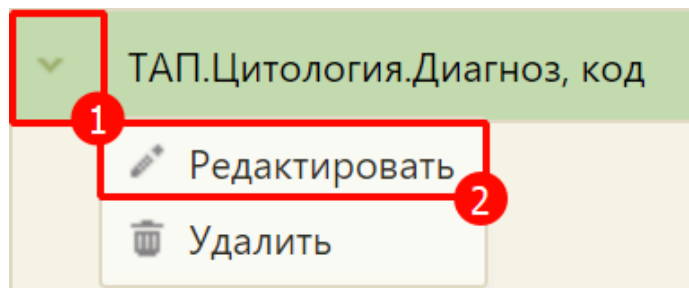 ТАП.Цитология.Диагноз, код
1
Редактировать
2
Удалить